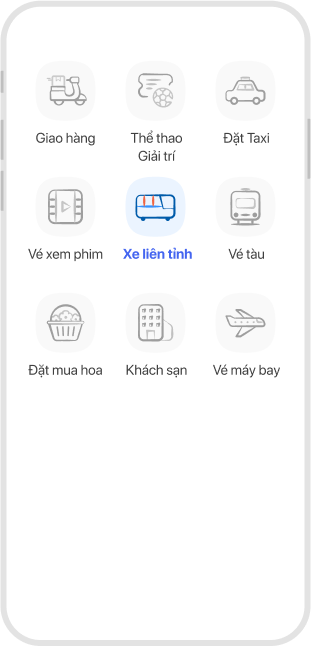 Giao hàng
Thể thao
Giải trí
Đặt Taxi
Vé xem phim
Xe liên tỉnh
Vé tàu
Đặt mua hoa
Khách sạn
Vé máy bay